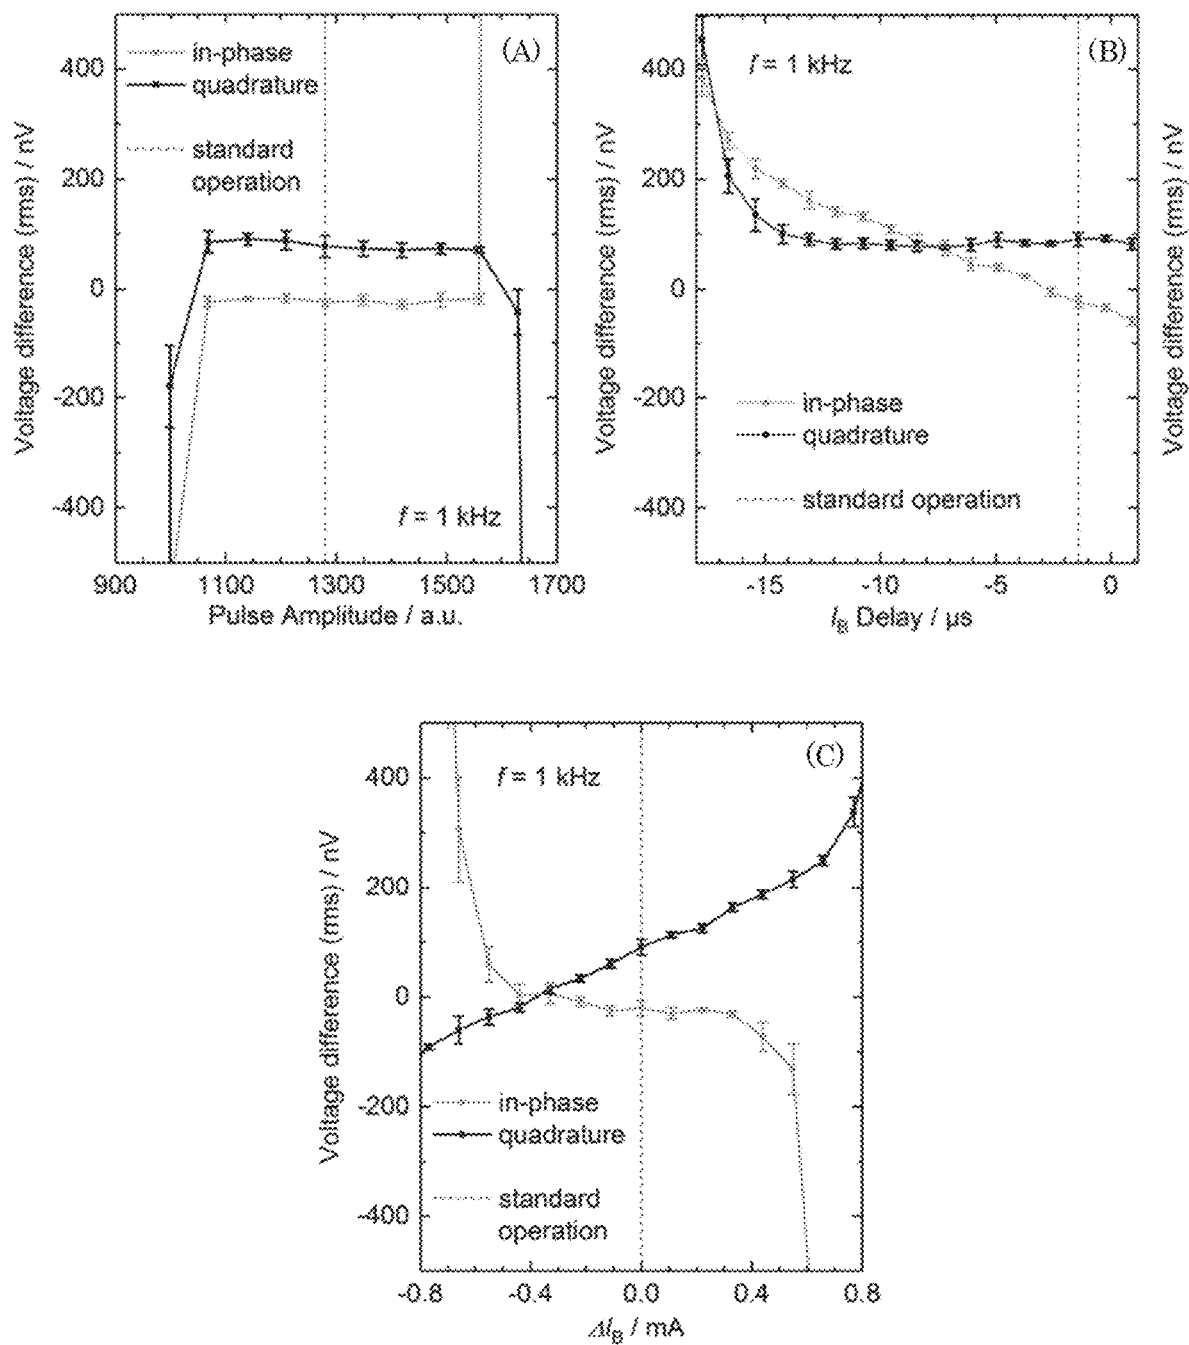 (A)
in-phase
quadrature
standard
operation
f = 1 kHz
400
200
0
-200
-400
Voltage difference (rms) / nV
900
1100
1300
1500
1700
Pulse Amplitude / a.u.
(B)
f = 1 kHz
in-phase
quadrature
standard operation
400
200
0
-200
-400
Voltage difference (rms) / nV
Voltage difference (rms) / nV
-15
-10
-5
0
I_B Delay / µs
(C)
f = 1 kHz
in-phase
quadrature
standard
operation
400
200
0
-200
-400
Voltage difference (rms) / nV
-0.8
-0.4
0.0
0.4
0.8
ΔI_B / mA